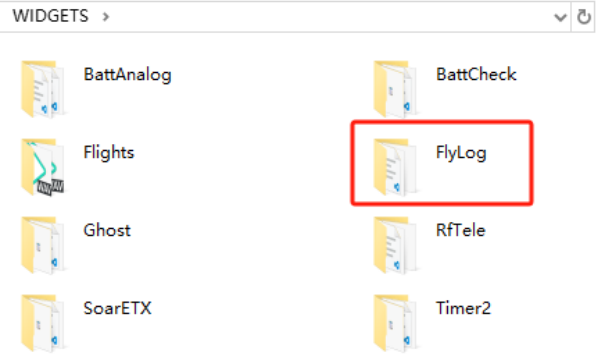 WIDGETS
BattAnalog
BattCheck
Flights
FlyLog
Ghost
RfTele
SoarETX
Timer2